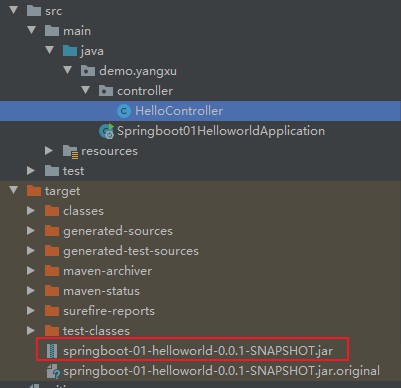 src
main
java
demo.yangxu
controller
HelloController
Springboot01HelloworldApplication
resources
test
target
classes
generated-sources
generated-test-sources
maven-archiver
maven-status
surefire-reports
test-classes
springboot-01-helloworld-0.0.1-SNAPSHOT.jar
springboot-01-helloworld-0.0.1-SNAPSHOT.jar.original